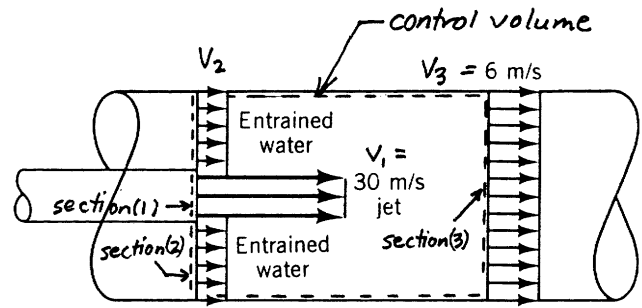 control volume
V₂
V₃ = 6 m/s
Entrained
water
V₁ =
30 m/s
jet
section(1)
section(2)
Entrained
water
section(3)